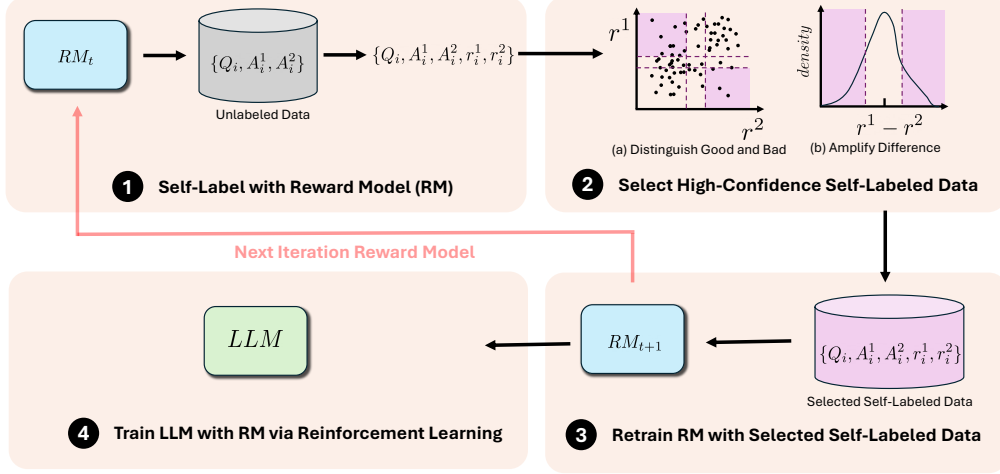 RM_t
{Q_i, A_i^1, A_i^2}
Unlabeled Data
{Q_i, A_i^1, A_i^2, r_i^1, r_i^2}
1 Self-Label with Reward Model (RM)
r^1
r^2
(a) Distinguish Good and Bad
density
r^1 − r^2
(b) Amplify Difference
2 Select High-Confidence Self-Labeled Data
Next Iteration Reward Model
{Q_i, A_i^1, A_i^2, r_i^1, r_i^2}
Selected Self-Labeled Data
RM_{t+1}
3 Retrain RM with Selected Self-Labeled Data
LLM
4 Train LLM with RM via Reinforcement Learning